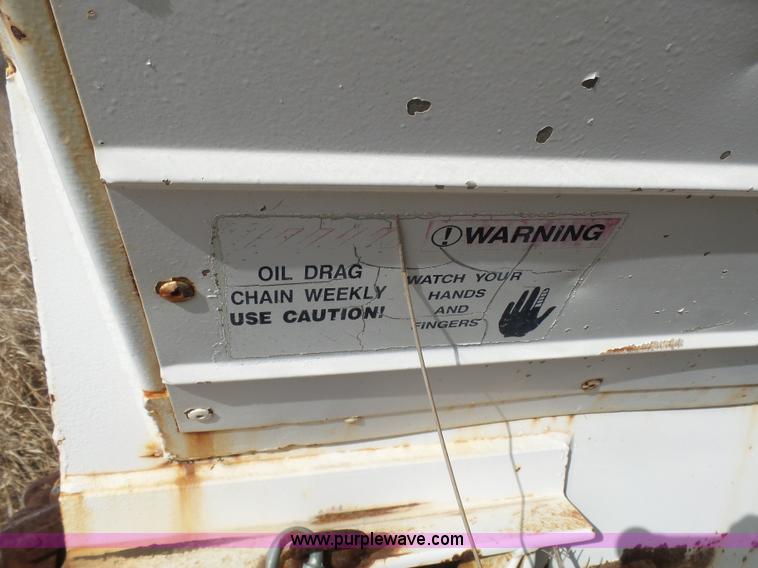 ! WARNING
OIL DRAG
CHAIN WEEKLY
USE CAUTION!
WATCH YOUR
HANDS
AND
FINGERS
www.purplewave.com